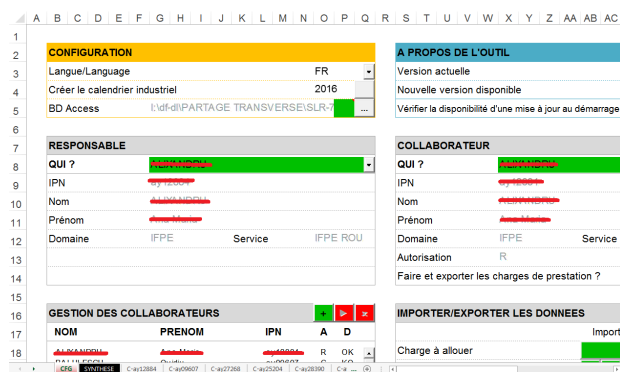 A B C D E F G H I J K L M N O P Q R S T U V W X Y Z AA AB AC
1
2 CONFIGURATION A PROPOS DE L'OUTIL
3 Langue/Language FR Version actuelle
4 Créer le calendrier industriel 2016 Nouvelle version disponible
5 BD Access I:\df-dl\PARTAGE TRANSVERSE\SLR-7 ... Vérifier la disponibilité d'une mise à jour au démarrage
6
7 RESPONSABLE COLLABORATEUR
8 QUI ? QUI ?
9 IPN IPN
10 Nom Nom
11 Prénom Prénom
12 Domaine IFPE Service IFPE ROU Domaine IFPE Service
13 Autorisation R
14 Faire et exporter les charges de prestation ?
15
16 GESTION DES COLLABORATEURS + x IMPORTER/EXPORTER LES DONNEES
17 NOM PRENOM IPN A D Import
18 R OK Charge à allouer
CFG SYNTHESE C-ay12884 C-ay09607 C-ay27268 C-ay25204 C-ay28390 C-a ...